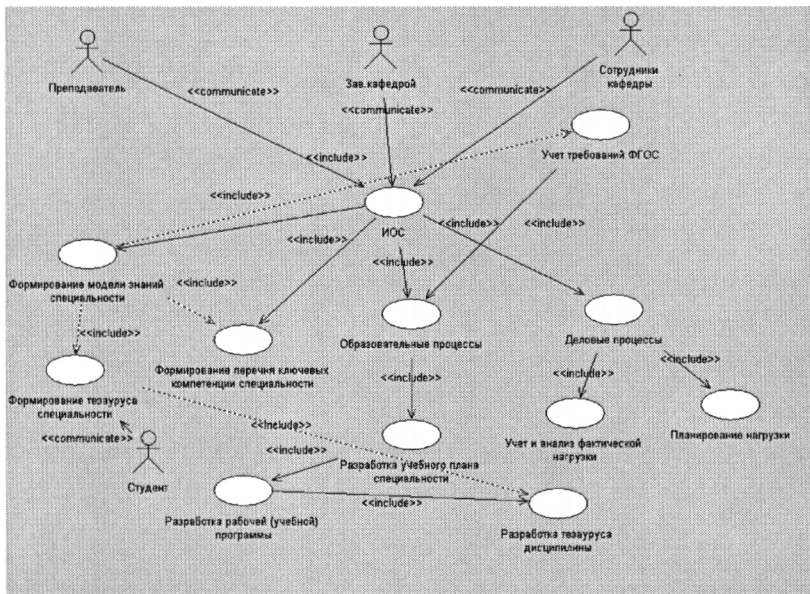 Преподаватель
Зав.кафедрой
Сотрудники
кафедры
<<communicate>>
<<communicate>>
<<communicate>>
Учет требований ФГОС
<<include>>
<<include>>
ИОС
<<include>>
<<include>>
<<include>>
<<include>>
Формирование модели знаний
специальности
<<include>>
Образовательные процессы
Деловые процессы
<<include>>
Формирование перечня ключевых
компетенции специальности
<<include>>
<<include>>
<<include>>
Формирование тезауруса
специальности
<<communicate>>
Студент
<<include>>
<<include>>
Разработка учебного плана
специальности
Учет и анализ фактической
нагрузки
Планирование нагрузки
Разработка рабочей (учебной)
программы
<<include>>
Разработка тезауруса
дисциплины